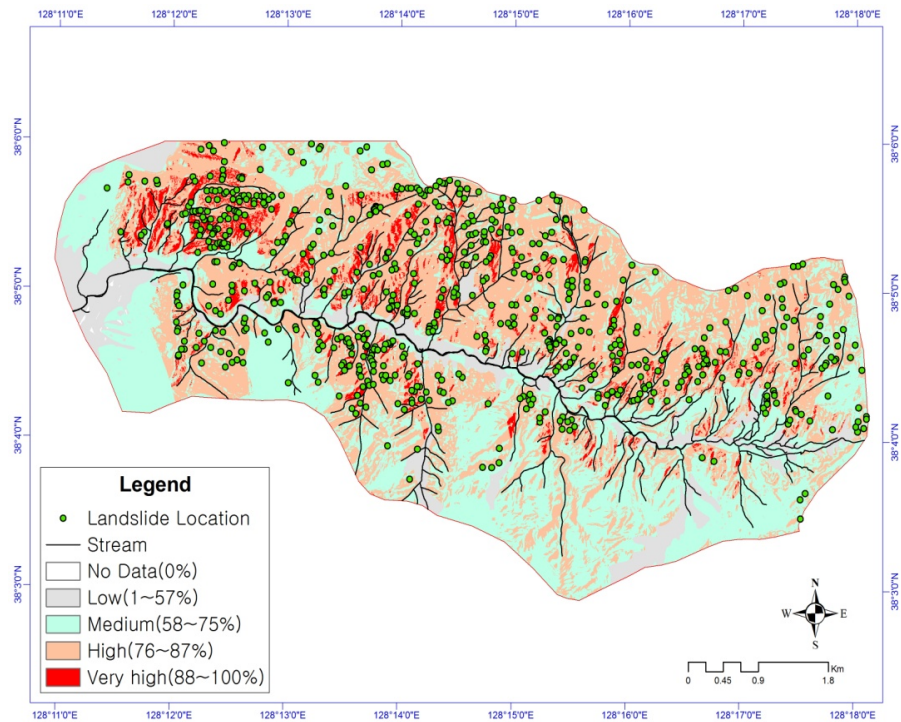 128°11'0"E 128°12'0"E 128°13'0"E 128°14'0"E 128°15'0"E 128°16'0"E 128°17'0"E 128°18'0"E
38°6'0"N 38°6'0"N
38°5'0"N 38°5'0"N
38°4'0"N 38°4'0"N
38°3'0"N 38°3'0"N
Legend
Landslide Location
Stream
No Data(0%)
Low(1~57%)
Medium(58~75%)
High(76~87%)
Very high(88~100%)
N
W E
S
Km
0 0.45 0.9 1.8
128°11'0"E 128°12'0"E 128°13'0"E 128°14'0"E 128°15'0"E 128°16'0"E 128°17'0"E 128°18'0"E